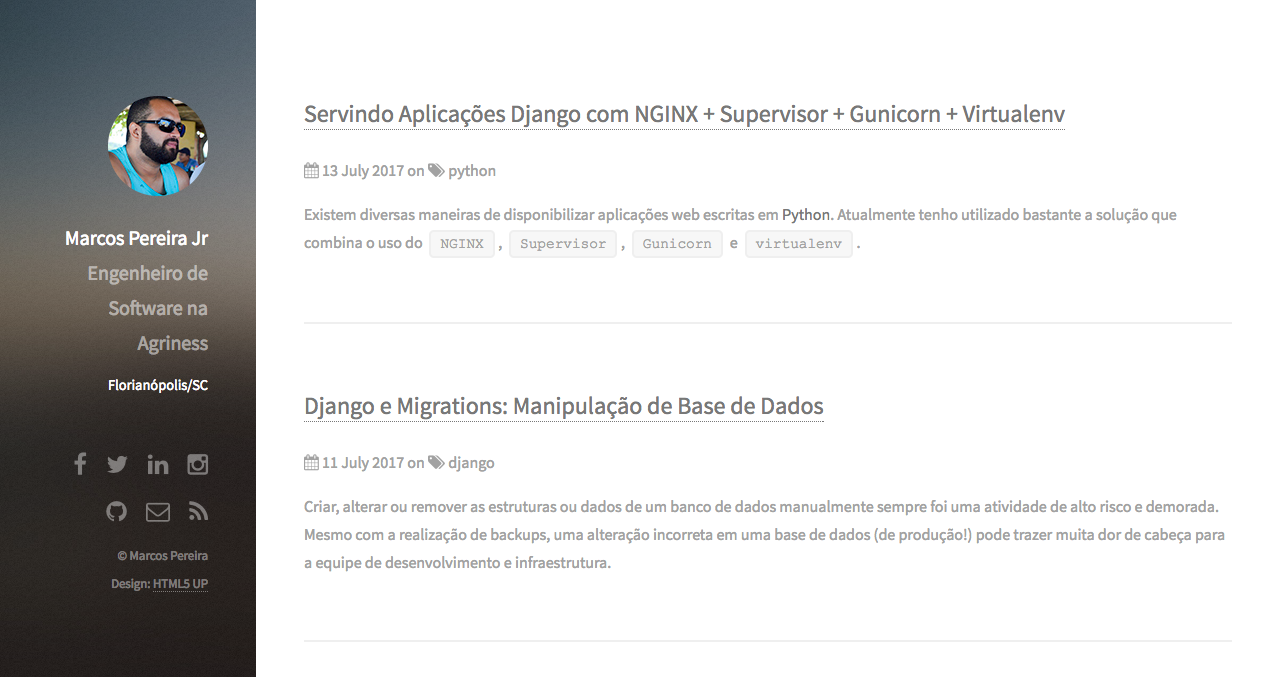 Marcos Pereira Jr
Engenheiro de
Software na
Agriness
Florianópolis/SC
© Marcos Pereira
Design: HTML5 UP
Servindo Aplicações Django com NGINX + Supervisor + Gunicorn + Virtualenv
13 July 2017 on python
Existem diversas maneiras de disponibilizar aplicações web escritas em Python. Atualmente tenho utilizado bastante a solução que
combina o uso do NGINX , Supervisor , Gunicorn e virtualenv .
Django e Migrations: Manipulação de Base de Dados
11 July 2017 on django
Criar, alterar ou remover as estruturas ou dados de um banco de dados manualmente sempre foi uma atividade de alto risco e demorada.
Mesmo com a realização de backups, uma alteração incorreta em uma base de dados (de produção!) pode trazer muita dor de cabeça para
a equipe de desenvolvimento e infraestrutura.